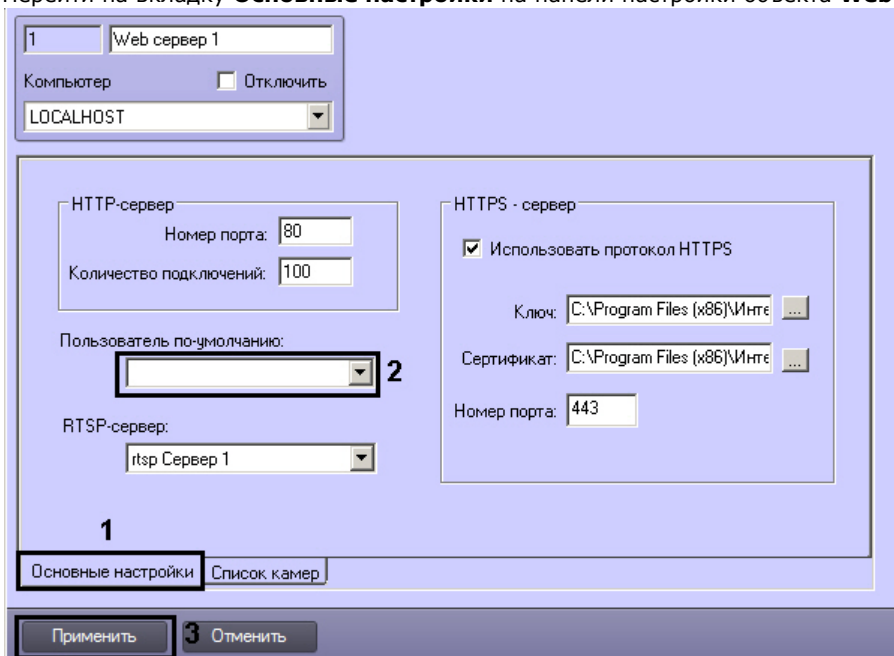 Перейти на вкладку Основные настройки на панели настройки объекта Web
1 Web сервер 1
Компьютер Отключить
LOCALHOST
HTTP-сервер
Номер порта: 80
Количество подключений: 100
Пользователь по-умолчанию:
2
RTSP-сервер:
rtsp Сервер 1
HTTPS - сервер
Использовать протокол HTTPS
Ключ: C:\Program Files (x86)\Инте ...
Сертификат: C:\Program Files (x86)\Инте ...
Номер порта: 443
1
Основные настройки Список камер
Применить 3 Отменить